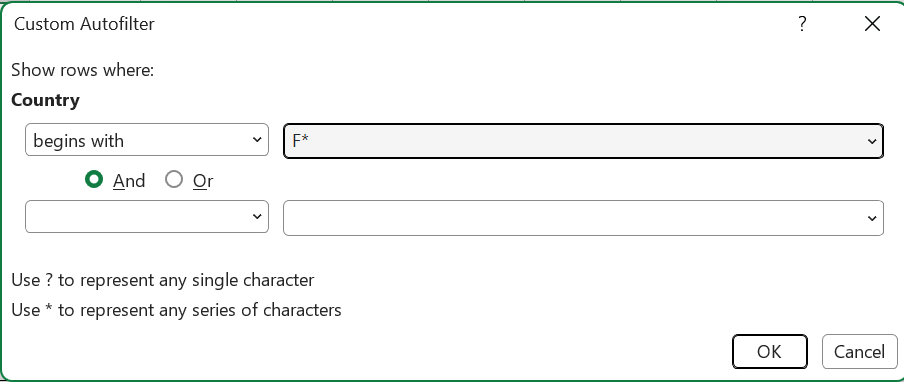 Custom Autofilter ?
Show rows where:
Country
begins with F*
And Or
Use ? to represent any single character
Use * to represent any series of characters
OK Cancel